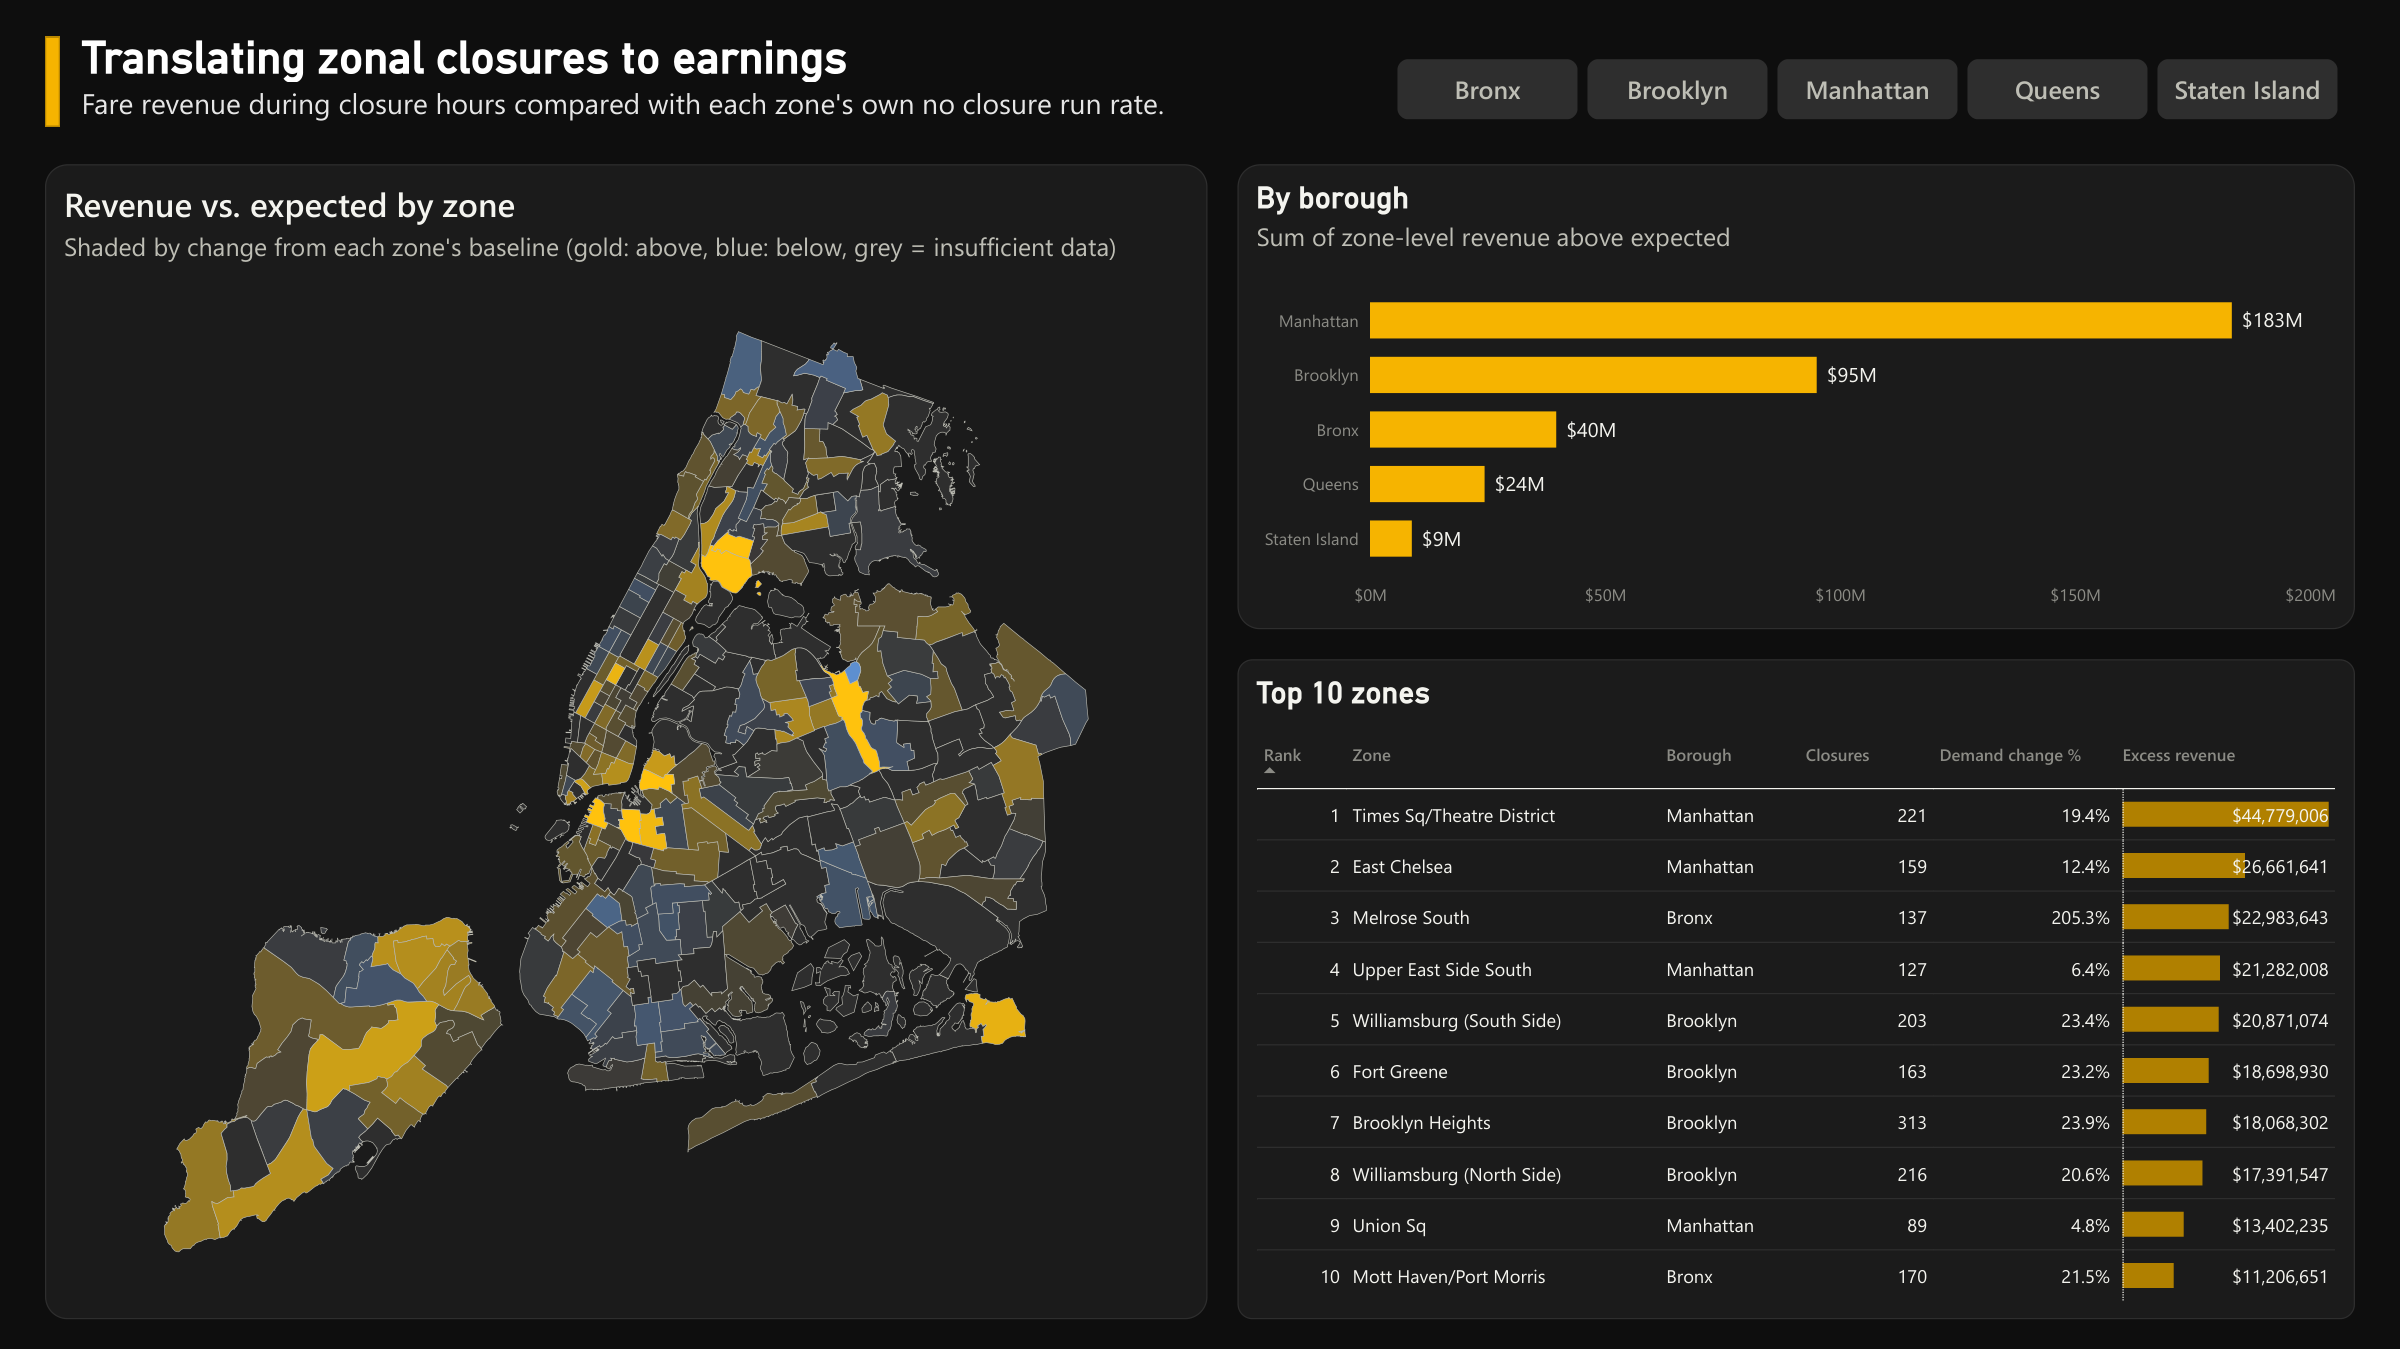 Translating zonal closures to earnings
Fare revenue during closure hours compared with each zone's own no closure run rate.
Bronx
Brooklyn
Manhattan
Queens
Staten Island
Revenue vs. expected by zone
Shaded by change from each zone's baseline (gold: above, blue: below, grey = insufficient data)
By borough
Sum of zone-level revenue above expected
Manhattan $183M
Brooklyn $95M
Bronx $40M
Queens $24M
Staten Island $9M
$0M $50M $100M $150M $200M
Top 10 zones
Rank Zone Borough Closures Demand change % Excess revenue
1 Times Sq/Theatre District Manhattan 221 19.4% $44,779,006
2 East Chelsea Manhattan 159 12.4% $26,661,641
3 Melrose South Bronx 137 205.3% $22,983,643
4 Upper East Side South Manhattan 127 6.4% $21,282,008
5 Williamsburg (South Side) Brooklyn 203 23.4% $20,871,074
6 Fort Greene Brooklyn 163 23.2% $18,698,930
7 Brooklyn Heights Brooklyn 313 23.9% $18,068,302
8 Williamsburg (North Side) Brooklyn 216 20.6% $17,391,547
9 Union Sq Manhattan 89 4.8% $13,402,235
10 Mott Haven/Port Morris Bronx 170 21.5% $11,206,651